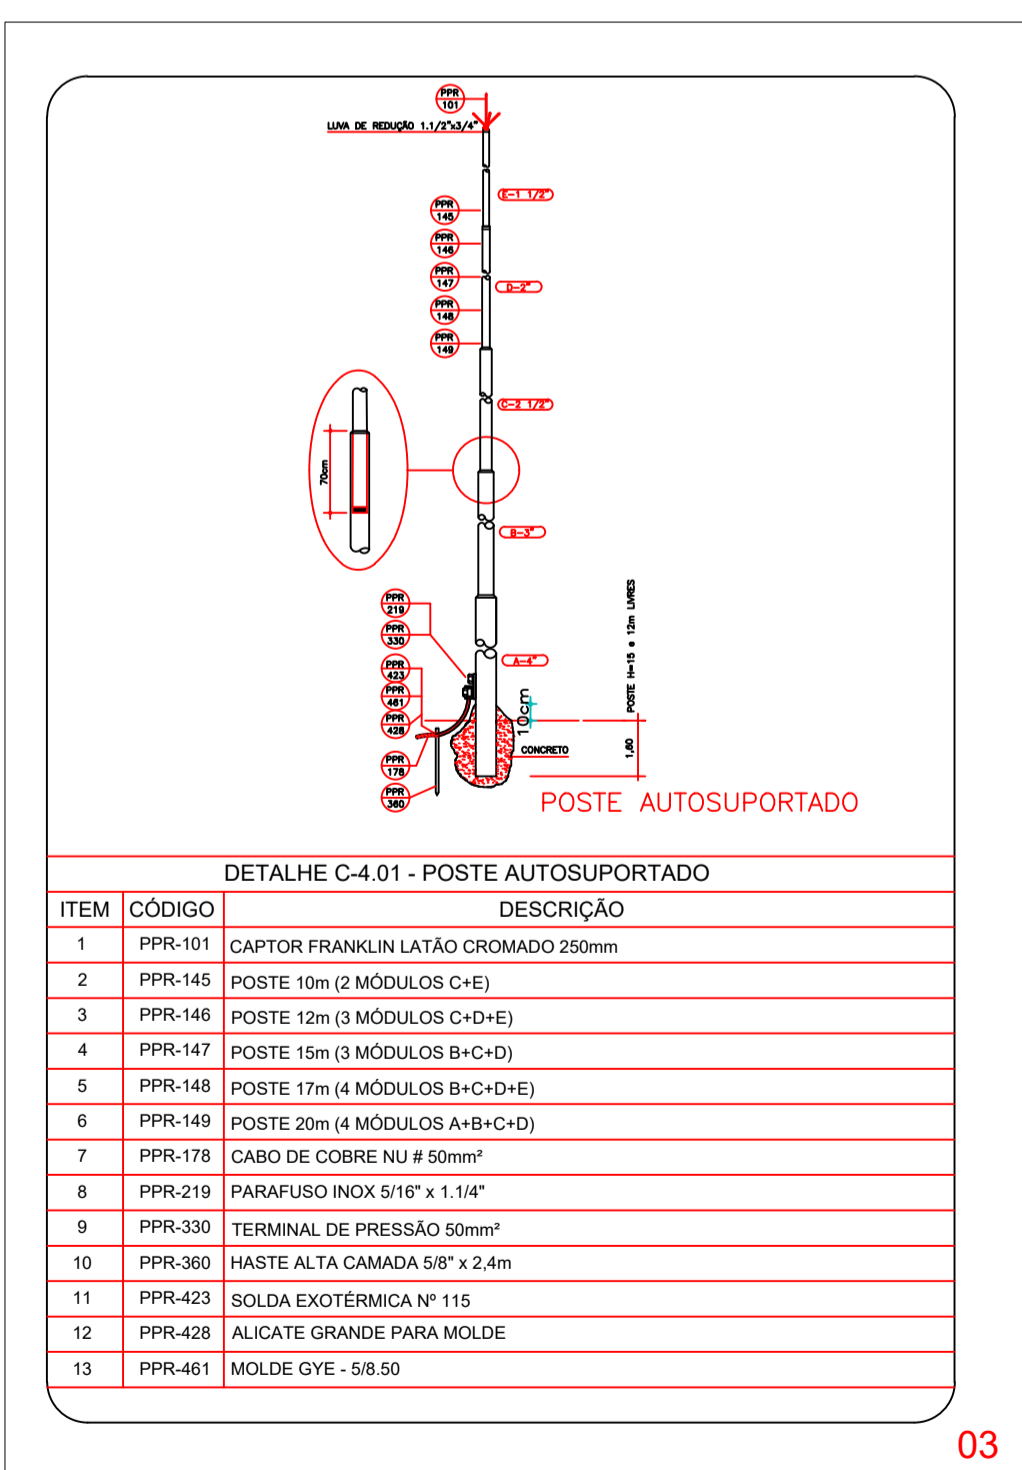 PPR
101
LUVA DE REDUÇÃO 1.1/2"x3/4"
E-1 1/2"
PPR
145
PPR
146
PPR
147
D-2"
PPR
148
PPR
149
C-2 1/2"
70cm
B-3"
PPR
219
PPR
330
A-4"
PPR
423
PPR
461
PPR
428
PPR
178
PPR
360
10cm
CONCRETO
1,60
POSTE H=15 e 12m LIVRES
POSTE AUTOSUPORTADO
DETALHE C-4.01 - POSTE AUTOSUPORTADO
ITEM CÓDIGO DESCRIÇÃO
1 PPR-101 CAPTOR FRANKLIN LATÃO CROMADO 250mm
2 PPR-145 POSTE 10m (2 MÓDULOS C+E)
3 PPR-146 POSTE 12m (3 MÓDULOS C+D+E)
4 PPR-147 POSTE 15m (3 MÓDULOS B+C+D)
5 PPR-148 POSTE 17m (4 MÓDULOS B+C+D+E)
6 PPR-149 POSTE 20m (4 MÓDULOS A+B+C+D)
7 PPR-178 CABO DE COBRE NU # 50mm²
8 PPR-219 PARAFUSO INOX 5/16" x 1.1/4"
9 PPR-330 TERMINAL DE PRESSÃO 50mm²
10 PPR-360 HASTE ALTA CAMADA 5/8" x 2,4m
11 PPR-423 SOLDA EXOTÉRMICA Nº 115
12 PPR-428 ALICATE GRANDE PARA MOLDE
13 PPR-461 MOLDE GYE - 5/8.50
03